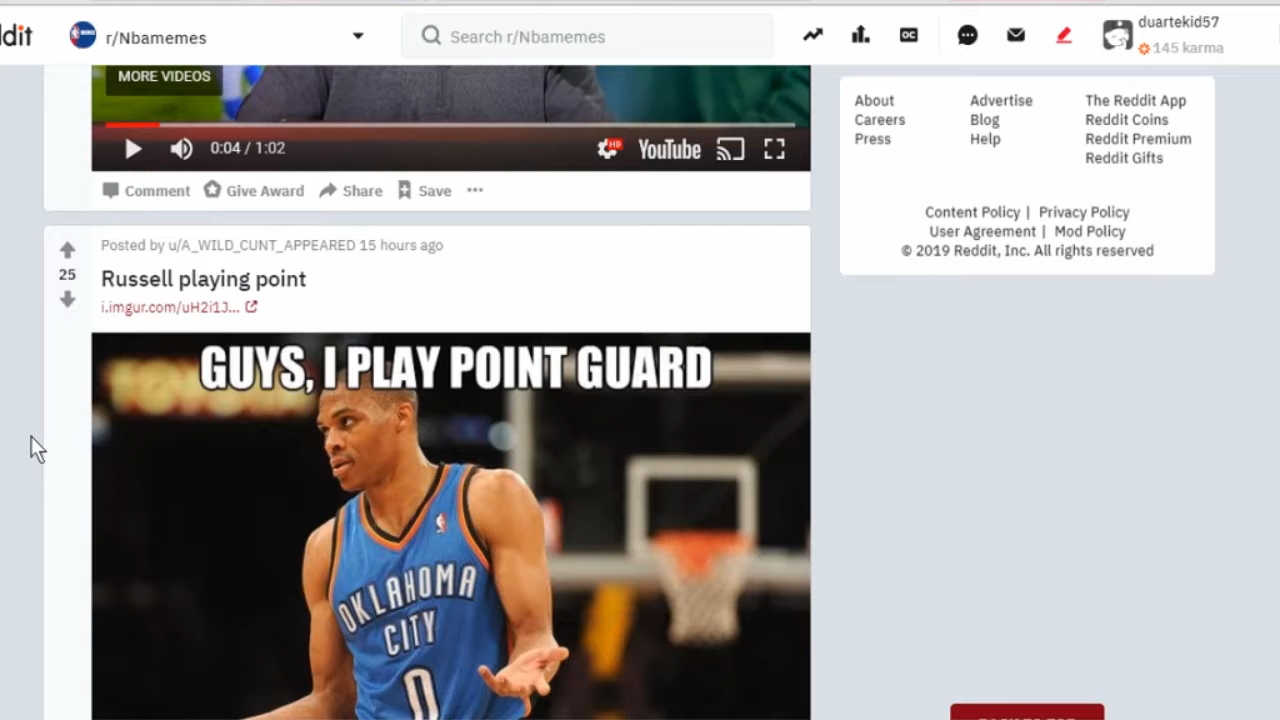 dit
r/Nbamemes
Search r/Nbamemes
OC
duartekid57
145 karma
MORE VIDEOS
0:04 / 1:02
HD
YouTube
Comment
Give Award
Share
Save
Posted by u/A_WILD_CUNT_APPEARED 15 hours ago
25
Russell playing point
i.imgur.com/uH2i1J...
GUYS, I PLAY POINT GUARD
OKLAHOMA
CITY
0
About
Advertise
The Reddit App
Careers
Blog
Reddit Coins
Press
Help
Reddit Premium
Reddit Gifts
Content Policy | Privacy Policy
User Agreement | Mod Policy
© 2019 Reddit, Inc. All rights reserved